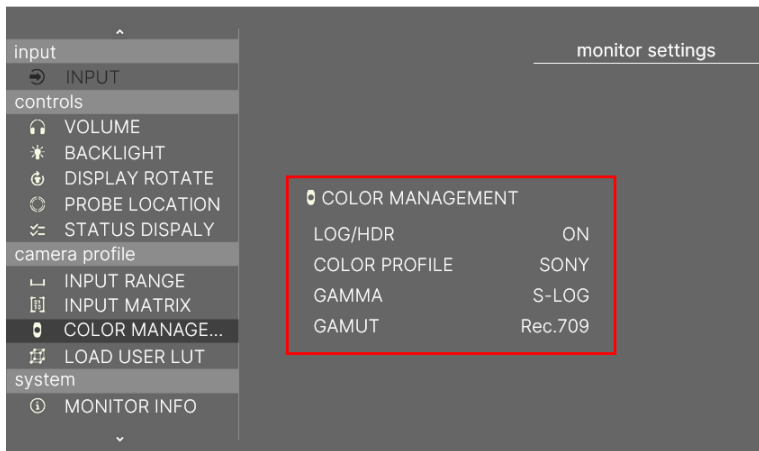 input
INPUT
controls
VOLUME
BACKLIGHT
DISPLAY ROTATE
PROBE LOCATION
STATUS DISPALY
camera profile
INPUT RANGE
INPUT MATRIX
COLOR MANAGE...
LOAD USER LUT
system
MONITOR INFO
monitor settings
COLOR MANAGEMENT
LOG/HDR ON
COLOR PROFILE SONY
GAMMA S-LOG
GAMUT Rec.709